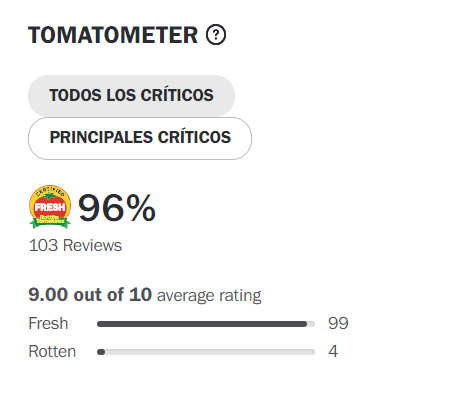 TOMATOMETER ?
TODOS LOS CRÍTICOS
PRINCIPALES CRÍTICOS
CERTIFIED
FRESH
96%
103 Reviews
9.00 out of 10 average rating
Fresh 99
Rotten 4